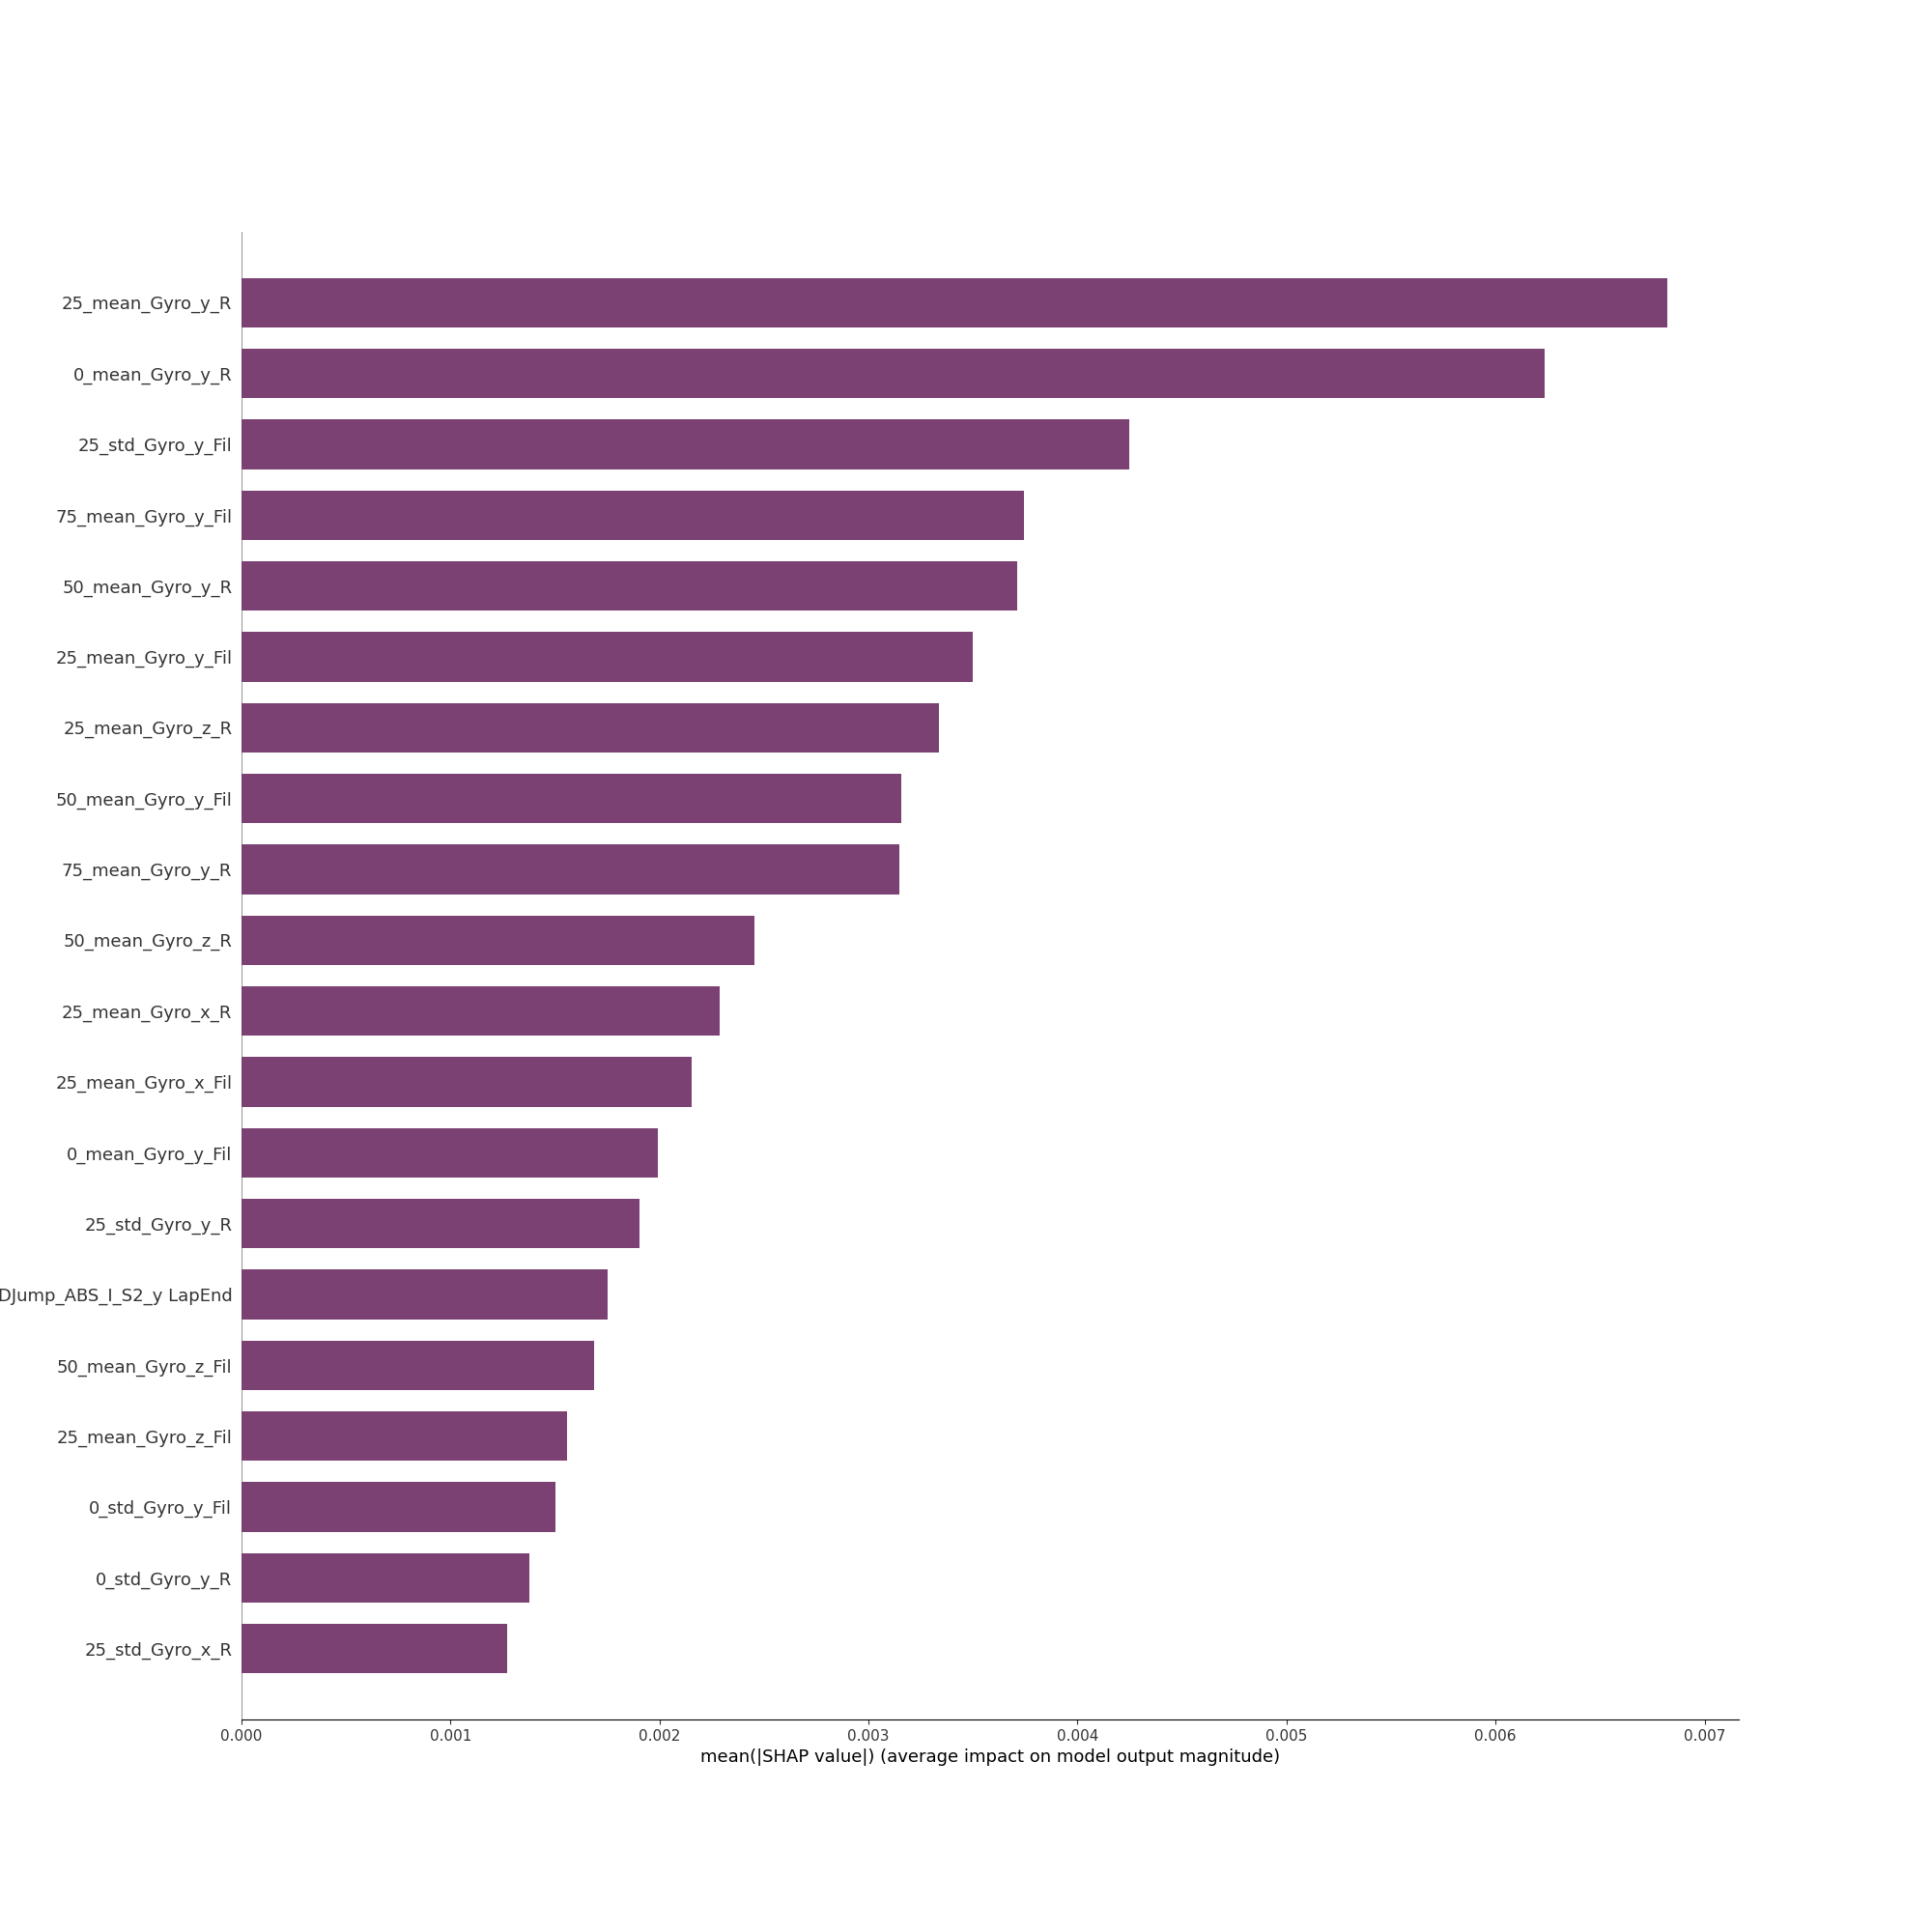 25_mean_Gyro_y_R
0_mean_Gyro_y_R
25_std_Gyro_y_Fil
75_mean_Gyro_y_Fil
50_mean_Gyro_y_R
25_mean_Gyro_y_Fil
25_mean_Gyro_z_R
50_mean_Gyro_y_Fil
75_mean_Gyro_y_R
50_mean_Gyro_z_R
25_mean_Gyro_x_R
25_mean_Gyro_x_Fil
0_mean_Gyro_y_Fil
25_std_Gyro_y_R
DJump_ABS_I_S2_y LapEnd
50_mean_Gyro_z_Fil
25_mean_Gyro_z_Fil
0_std_Gyro_y_Fil
0_std_Gyro_y_R
25_std_Gyro_x_R
0.000 0.001 0.002 0.003 0.004 0.005 0.006 0.007
mean(|SHAP value|) (average impact on model output magnitude)